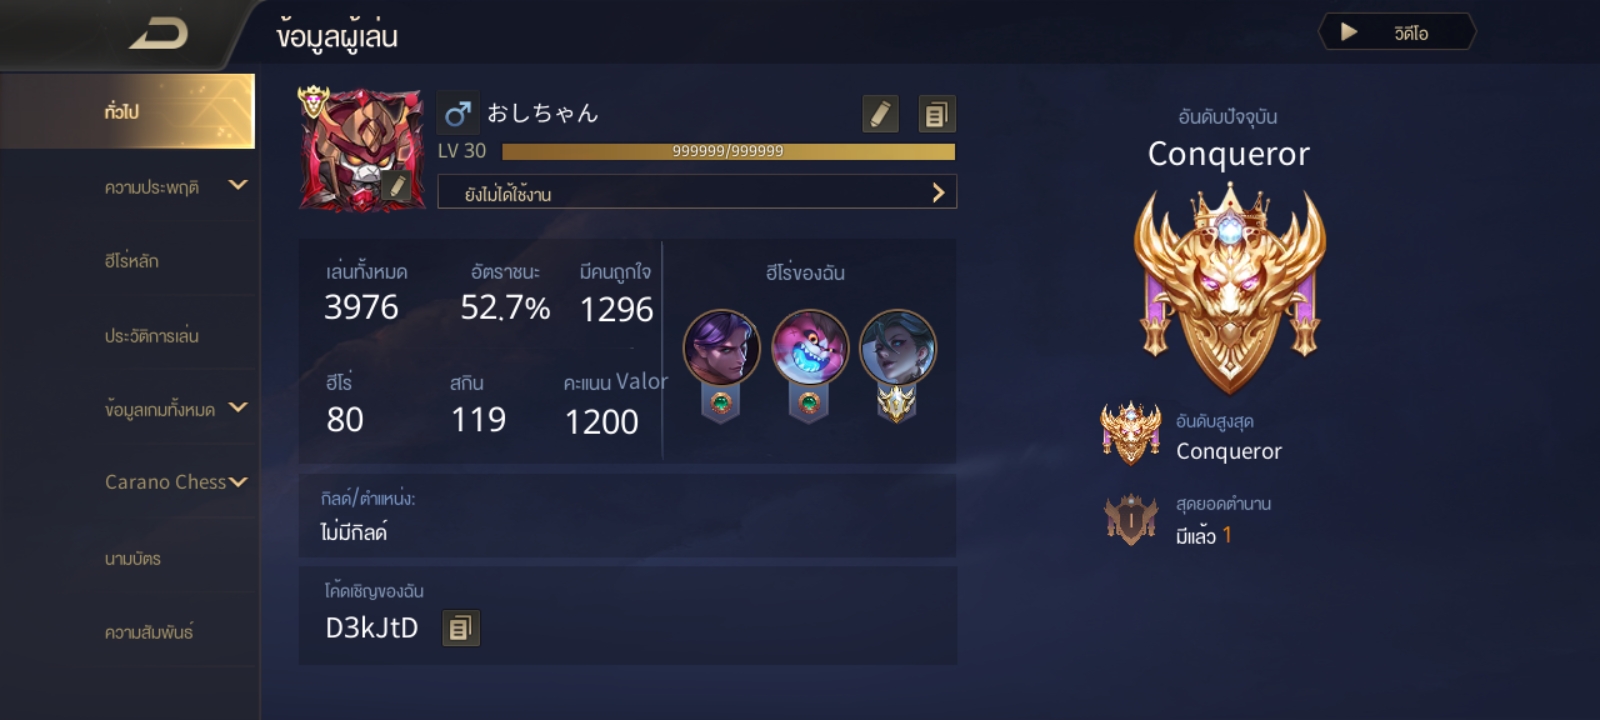 ข้อมูลผู้เล่น
วิดีโอ
ทั่วไป
ความประพฤติ
ฮีโร่หลัก
ประวัติการเล่น
ข้อมูลเกมทั้งหมด
Carano Chess
นามบัตร
ความสัมพันธ์
おしちゃん
LV 30
999999/999999
ยังไม่ได้ใช้งาน
เล่นทั้งหมด อัตราชนะ มีคนถูกใจ
3976 52.7% 1296
ฮีโร่ สกิน คะแนน Valor
80 119 1200
ฮีโร่ของฉัน
กิลด์/ตำแหน่ง:
ไม่มีกิลด์
โค้ดเชิญของฉัน
D3kJtD
อันดับปัจจุบัน
Conqueror
อันดับสูงสุด
Conqueror
สุดยอดตำนาน
มีแล้ว 1